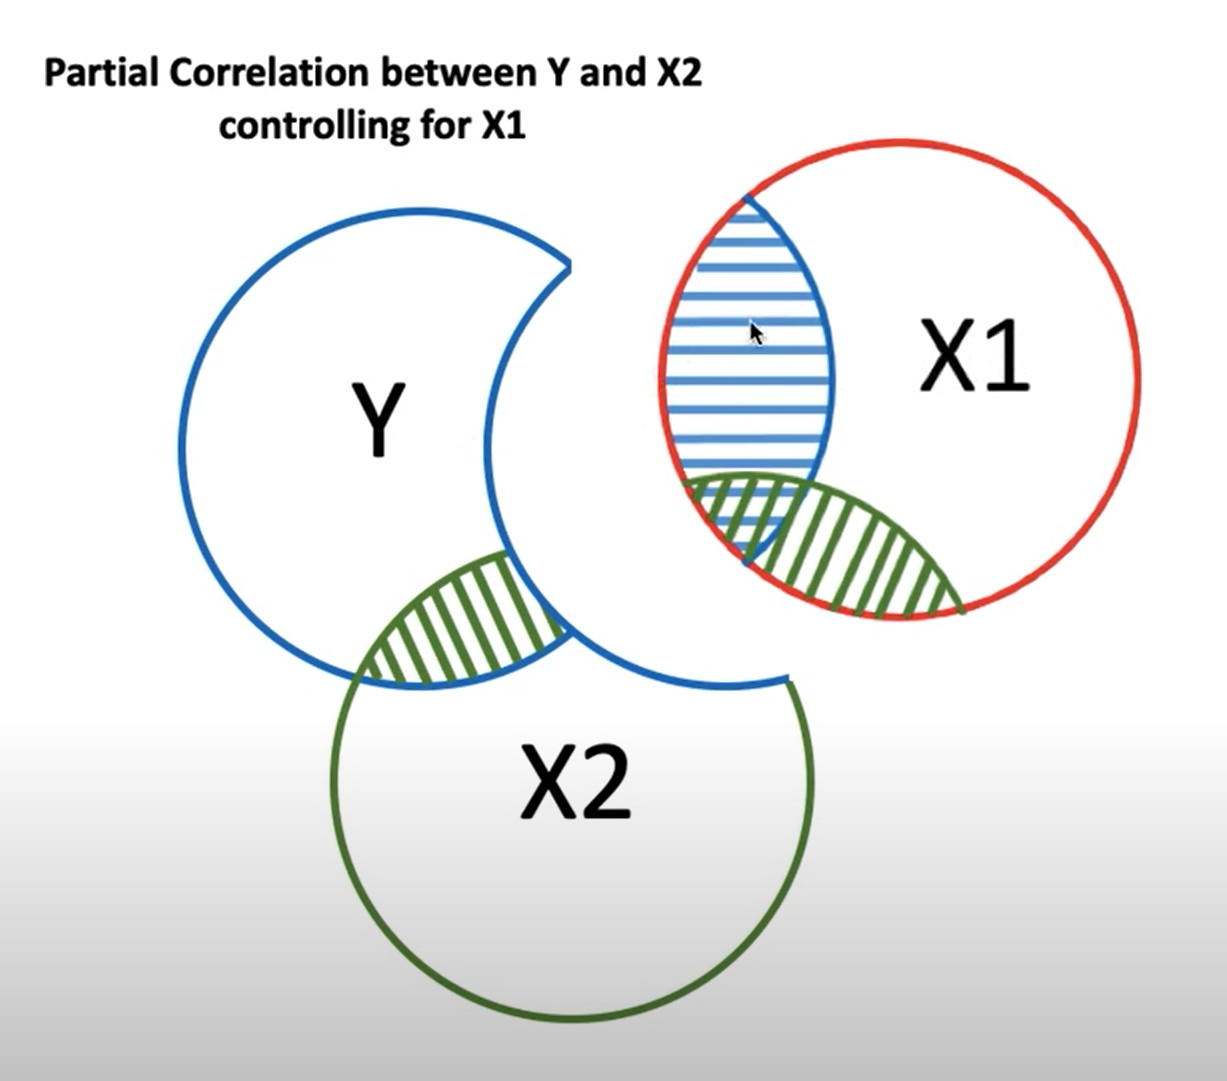 Partial Correlation between Y and X2
controlling for X1
X1
Y
X2